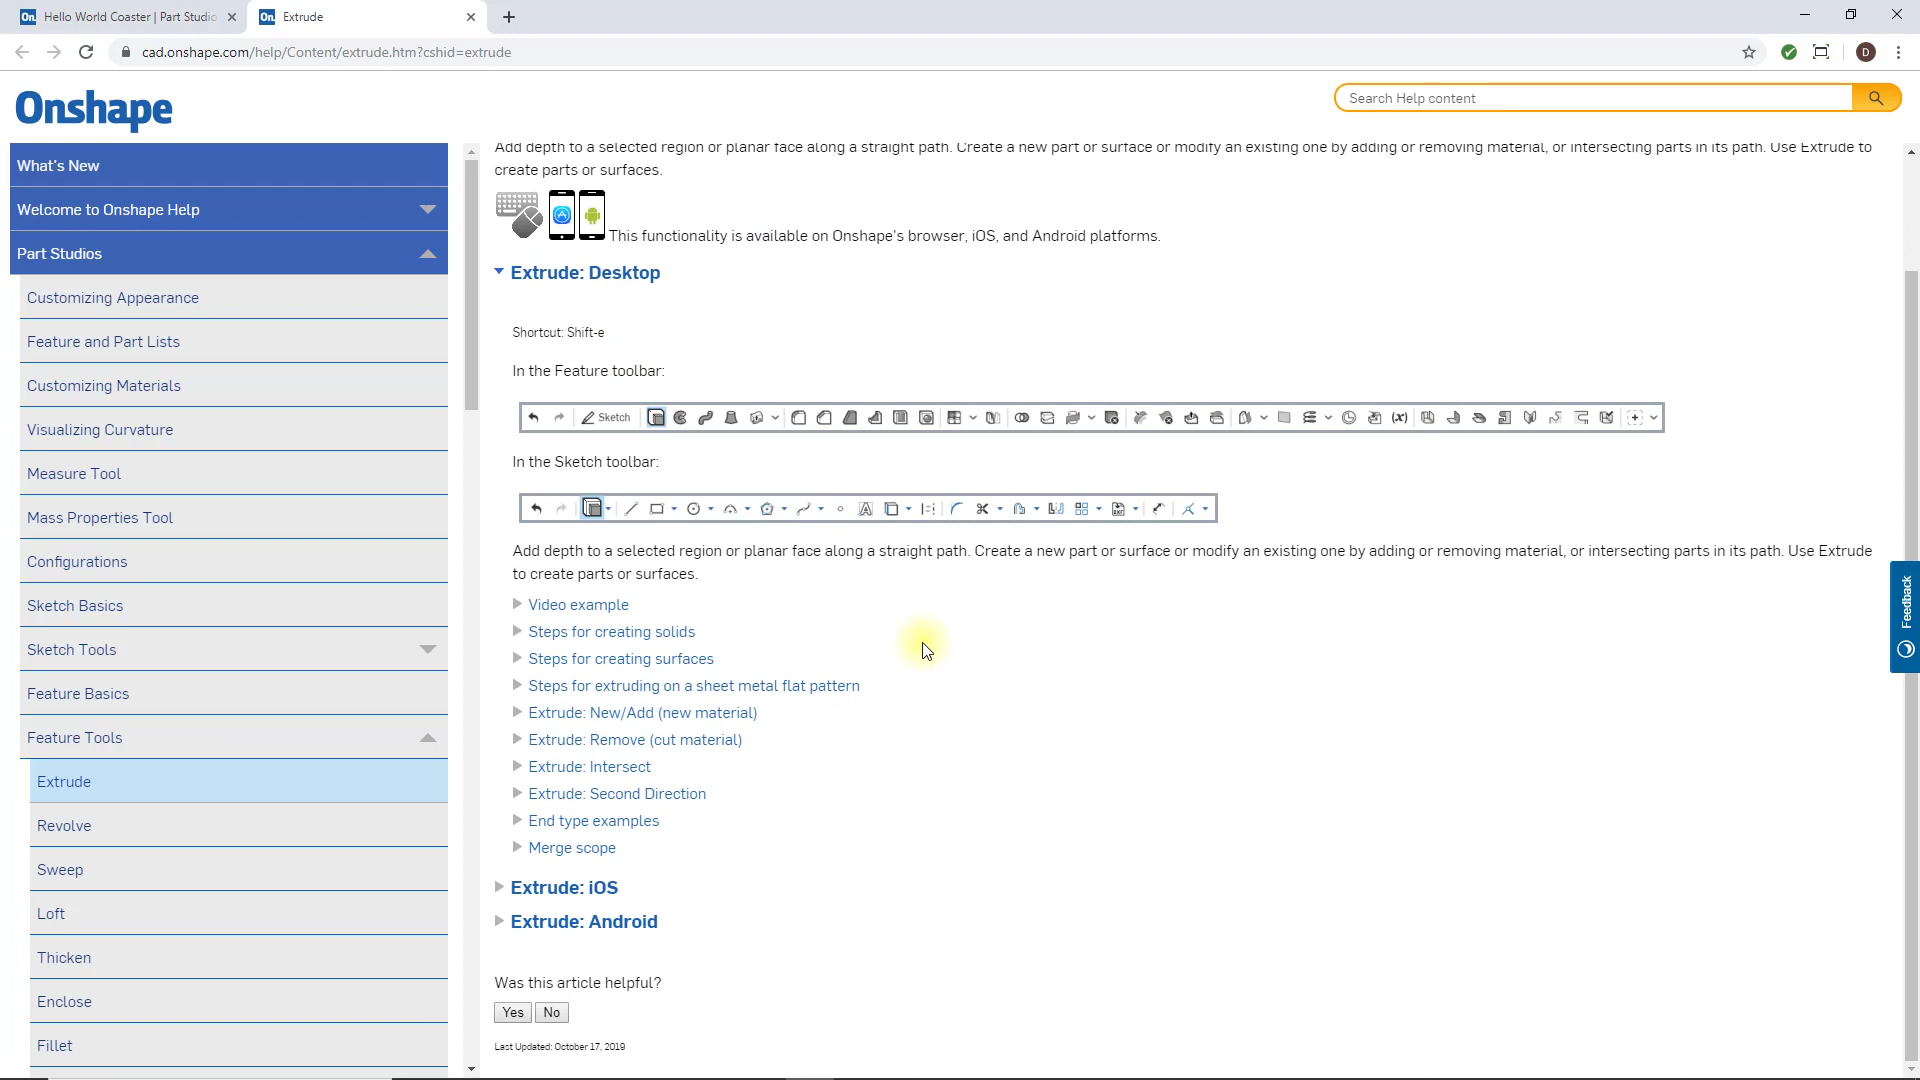 On Hello World Coaster | Part Studio
On Extrude
cad.onshape.com/help/Content/extrude.htm?cshid=extrude
D
Onshape
Search Help content
What's New
Welcome to Onshape Help
Part Studios
Customizing Appearance
Feature and Part Lists
Customizing Materials
Visualizing Curvature
Measure Tool
Mass Properties Tool
Configurations
Sketch Basics
Sketch Tools
Feature Basics
Feature Tools
Extrude
Revolve
Sweep
Loft
Thicken
Enclose
Fillet
Add depth to a selected region or planar face along a straight path. Create a new part or surface or modify an existing one by adding or removing material, or intersecting parts in its path. Use Extrude to
create parts or surfaces.
This functionality is available on Onshape's browser, iOS, and Android platforms.
Extrude: Desktop
Shortcut: Shift-e
In the Feature toolbar:
Sketch
(x)
In the Sketch toolbar:
A
DXF
Add depth to a selected region or planar face along a straight path. Create a new part or surface or modify an existing one by adding or removing material, or intersecting parts in its path. Use Extrude
to create parts or surfaces.
Video example
Steps for creating solids
Steps for creating surfaces
Steps for extruding on a sheet metal flat pattern
Extrude: New/Add (new material)
Extrude: Remove (cut material)
Extrude: Intersect
Extrude: Second Direction
End type examples
Merge scope
Extrude: iOS
Extrude: Android
Was this article helpful?
Yes No
Last Updated: October 17, 2019
Feedback